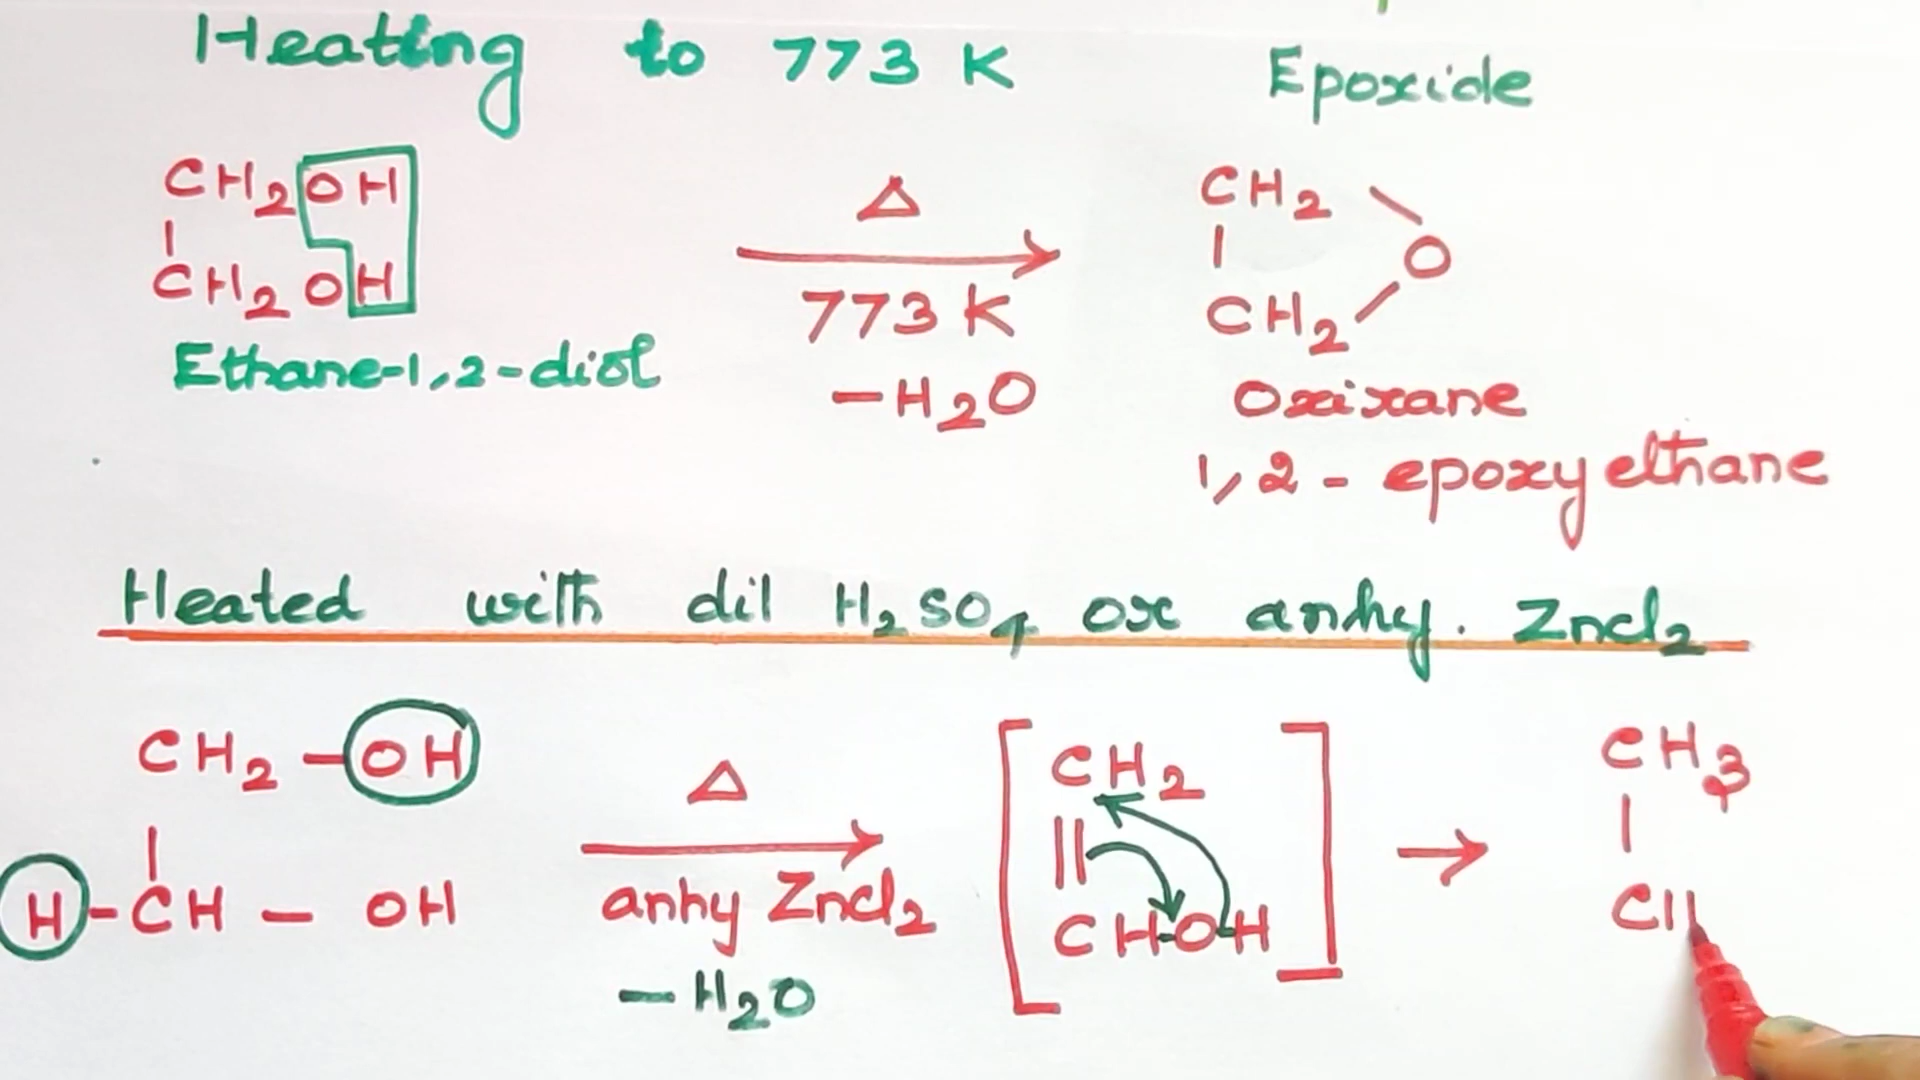 Heating to 773 K
Epoxide
CH2OH
CH2OH
Ethane-1,2-diol
Δ
773 K
−H2O
CH2
O
CH2
Oxirane
1,2-epoxyethane
Heated with dil H2SO4 or anhy. Zncl2
CH2-OH
H-CH-OH
Δ
anhy Zncl2
−H2O
[CH2
||
CHOH]
→
CH3
|
CH